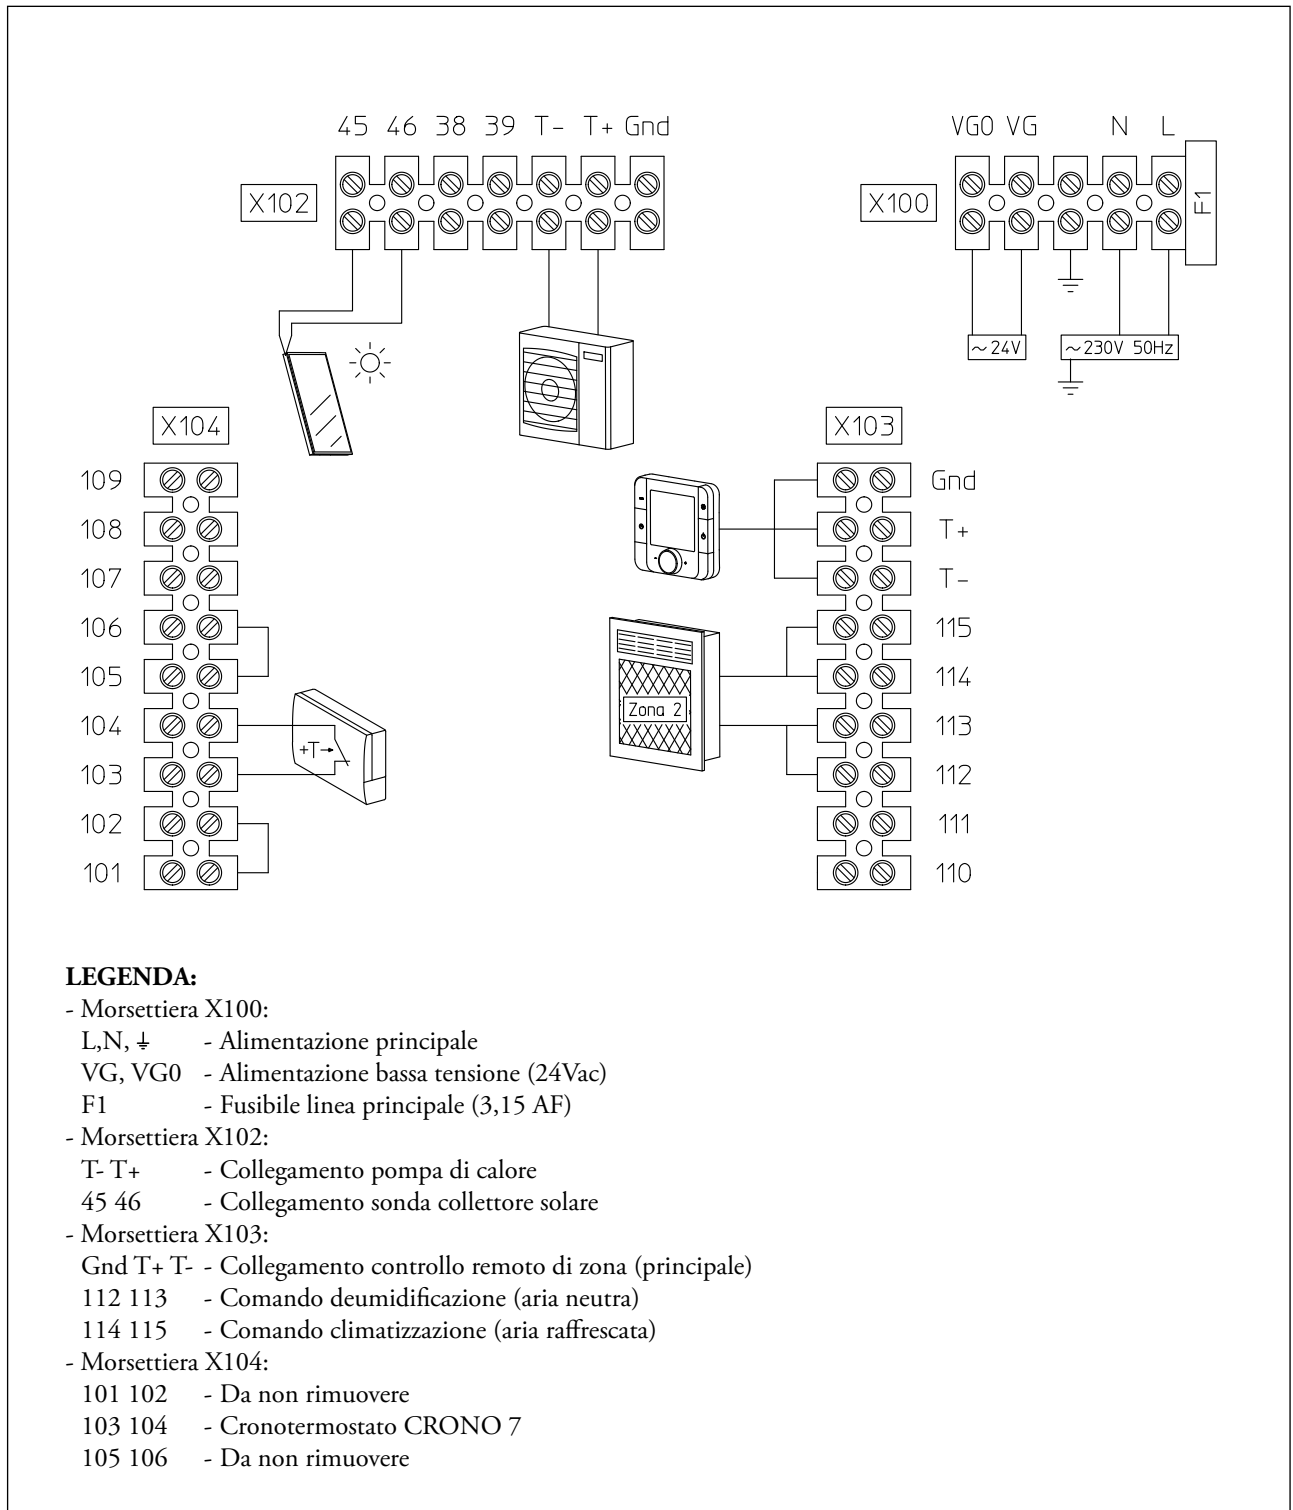 45 46 38 39 T- T+ Gnd
VG0 VG N L
X102
X100
F1
~24V
~230V 50Hz
X104
X103
109
108
107
106
105
104
103
102
101
+T→
Zona 2
Gnd
T+
T-
115
114
113
112
111
110
LEGENDA:
- Morsettiera X100:
L,N, ⏚ - Alimentazione principale
VG, VG0 - Alimentazione bassa tensione (24Vac)
F1 - Fusibile linea principale (3,15 AF)
- Morsettiera X102:
T- T+ - Collegamento pompa di calore
45 46 - Collegamento sonda collettore solare
- Morsettiera X103:
Gnd T+ T- - Collegamento controllo remoto di zona (principale)
112 113 - Comando deumidificazione (aria neutra)
114 115 - Comando climatizzazione (aria raffrescata)
- Morsettiera X104:
101 102 - Da non rimuovere
103 104 - Cronotermostato CRONO 7
105 106 - Da non rimuovere